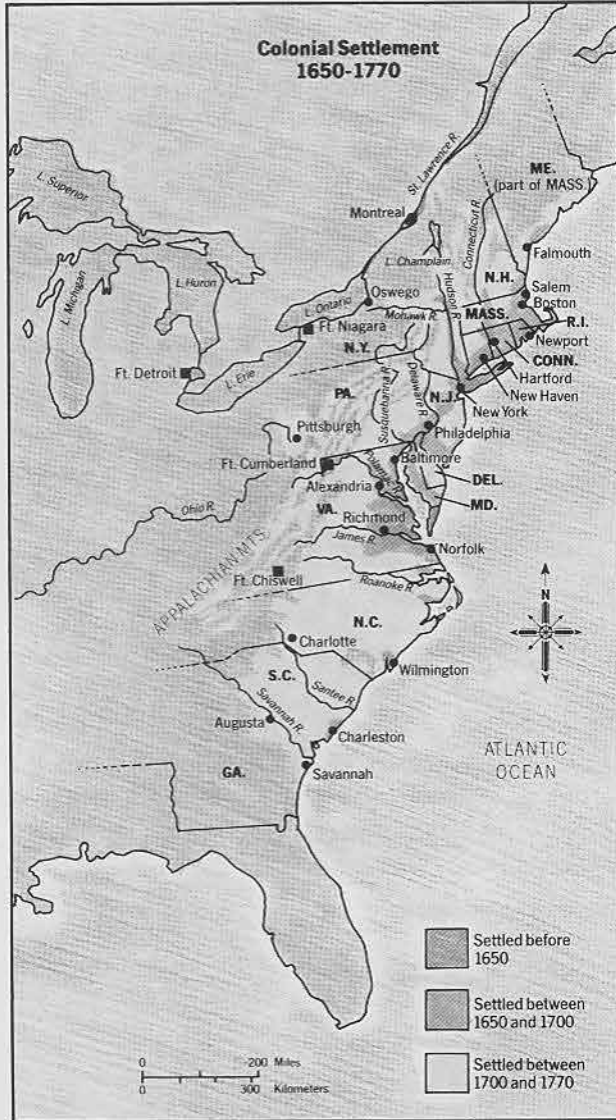 Colonial Settlement
1650-1770
ME.
(part of MASS.)
St. Lawrence R.
L. Superior
Montreal
Connecticut R.
L. Champlain
Falmouth
L. Huron
L. Michigan
N.H.
Hudson R.
Oswego
L. Ontario
Salem
Boston
Mohawk R.
MASS.
R.I.
Ft. Niagara
Newport
N.Y.
CONN.
Ft. Detroit
L. Erie
Hartford
New Haven
PA.
Susquehanna R.
Delaware R.
N.J.
New York
Pittsburgh
Philadelphia
Ft. Cumberland
Baltimore
Potomac R.
DEL.
Alexandria
MD.
Ohio R.
VA.
Richmond
James R.
Norfolk
APPALACHIAN MTS.
Ft. Chiswell
Roanoke R.
N
N.C.
Charlotte
Wilmington
S.C.
Santee R.
Savannah R.
Augusta
Charleston
ATLANTIC
OCEAN
GA.
Savannah
Settled before
1650
Settled between
1650 and 1700
0 200 Miles
0 300 Kilometers
Settled between
1700 and 1770